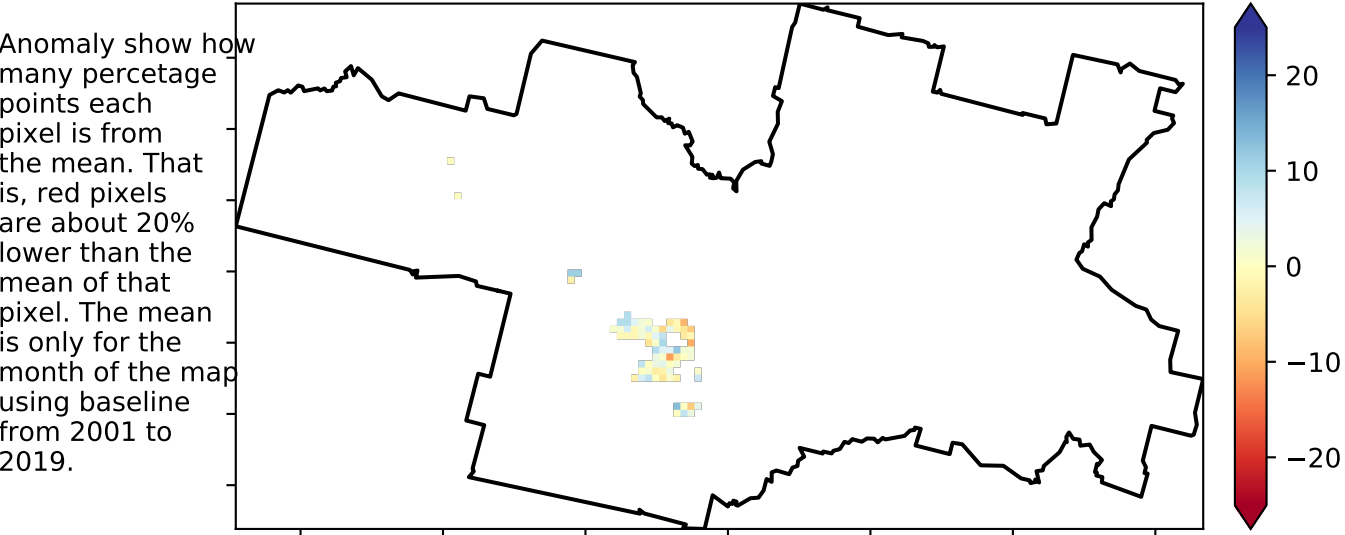 Anomaly show how
many percetage
points each
pixel is from
the mean. That
is, red pixels
are about 20%
lower than the
mean of that
pixel. The mean
is only for the
month of the map
using baseline
from 2001 to
2019.
20
10
0
−10
−20